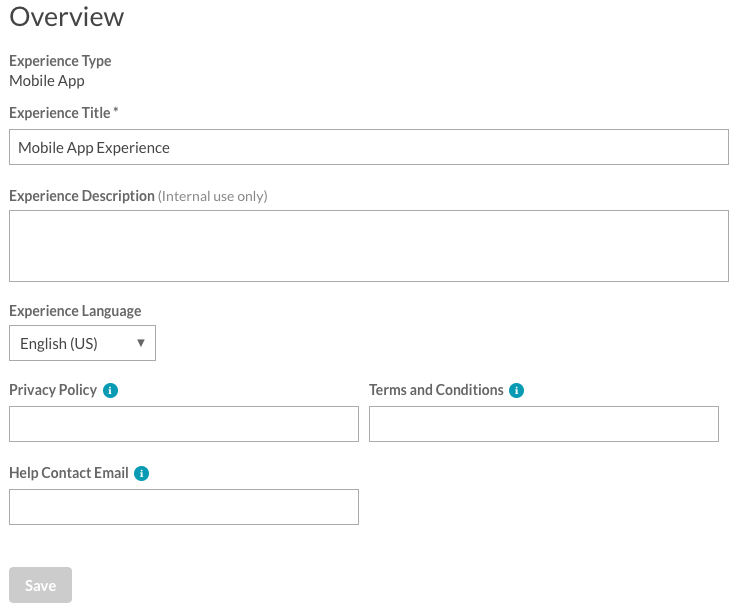 Overview
Experience Type
Mobile App
Experience Title *
Mobile App Experience
Experience Description (Internal use only)
Experience Language
English (US)
Privacy Policy i Terms and Conditions i
Help Contact Email i
Save